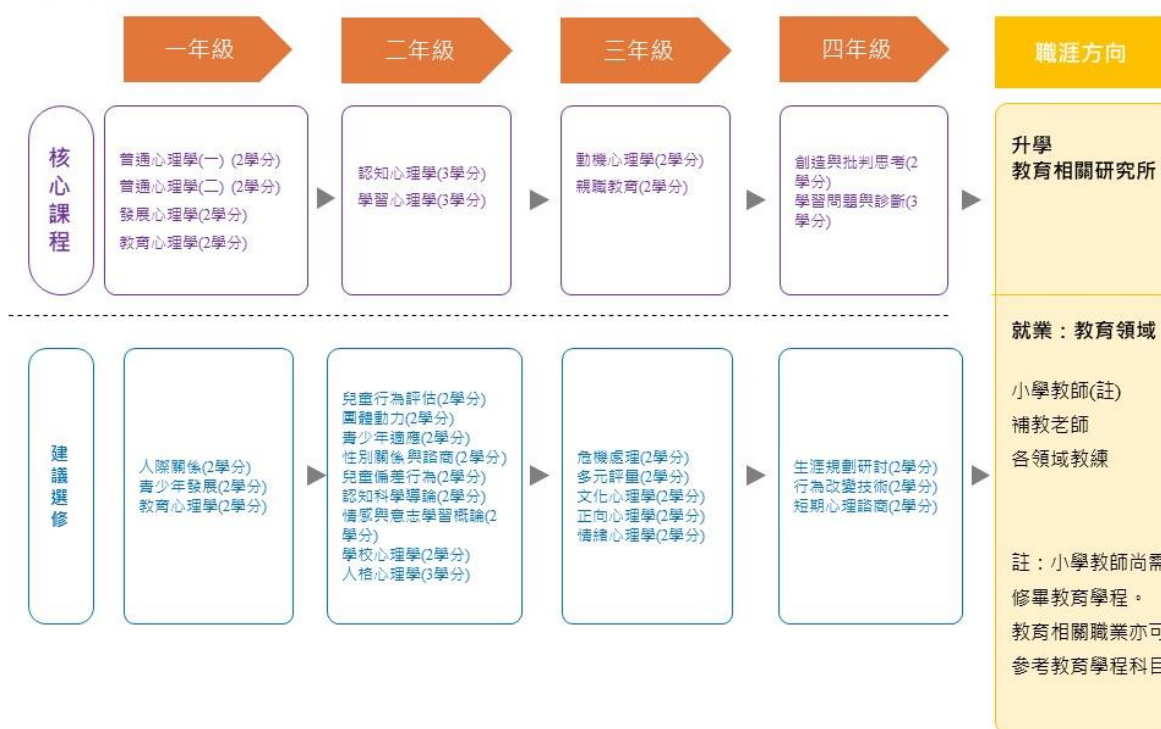 一年級
二年級
三年級
四年級
職涯方向
核心課程
普通心理學(一) (2學分)
普通心理學(二) (2學分)
發展心理學(2學分)
教育心理學(2學分)
認知心理學(3學分)
學習心理學(3學分)
動機心理學(2學分)
親職教育(2學分)
創造與批判思考(2
學分)
學習問題與診斷(3
學分)
升學
教育相關研究所
建議選修
人際關係(2學分)
青少年發展(2學分)
教育心理學(2學分)
兒童行為評估(2學分)
團體動力(2學分)
青少年適應(2學分)
性別關係與諮商(2學分)
兒童偏差行為(2學分)
認知科學導論(2學分)
情感與意志學習概論(2
學分)
學校心理學(2學分)
人格心理學(3學分)
危機處理(2學分)
多元評量(2學分)
文化心理學(2學分)
正向心理學(2學分)
情緒心理學(2學分)
生涯規劃研討(2學分)
行為改變技術(2學分)
短期心理諮商(2學分)
就業：教育領域
小學教師(註)
補教老師
各領域教練
註：小學教師尚需
修畢教育學程。
教育相關職業亦可
參考教育學程科目